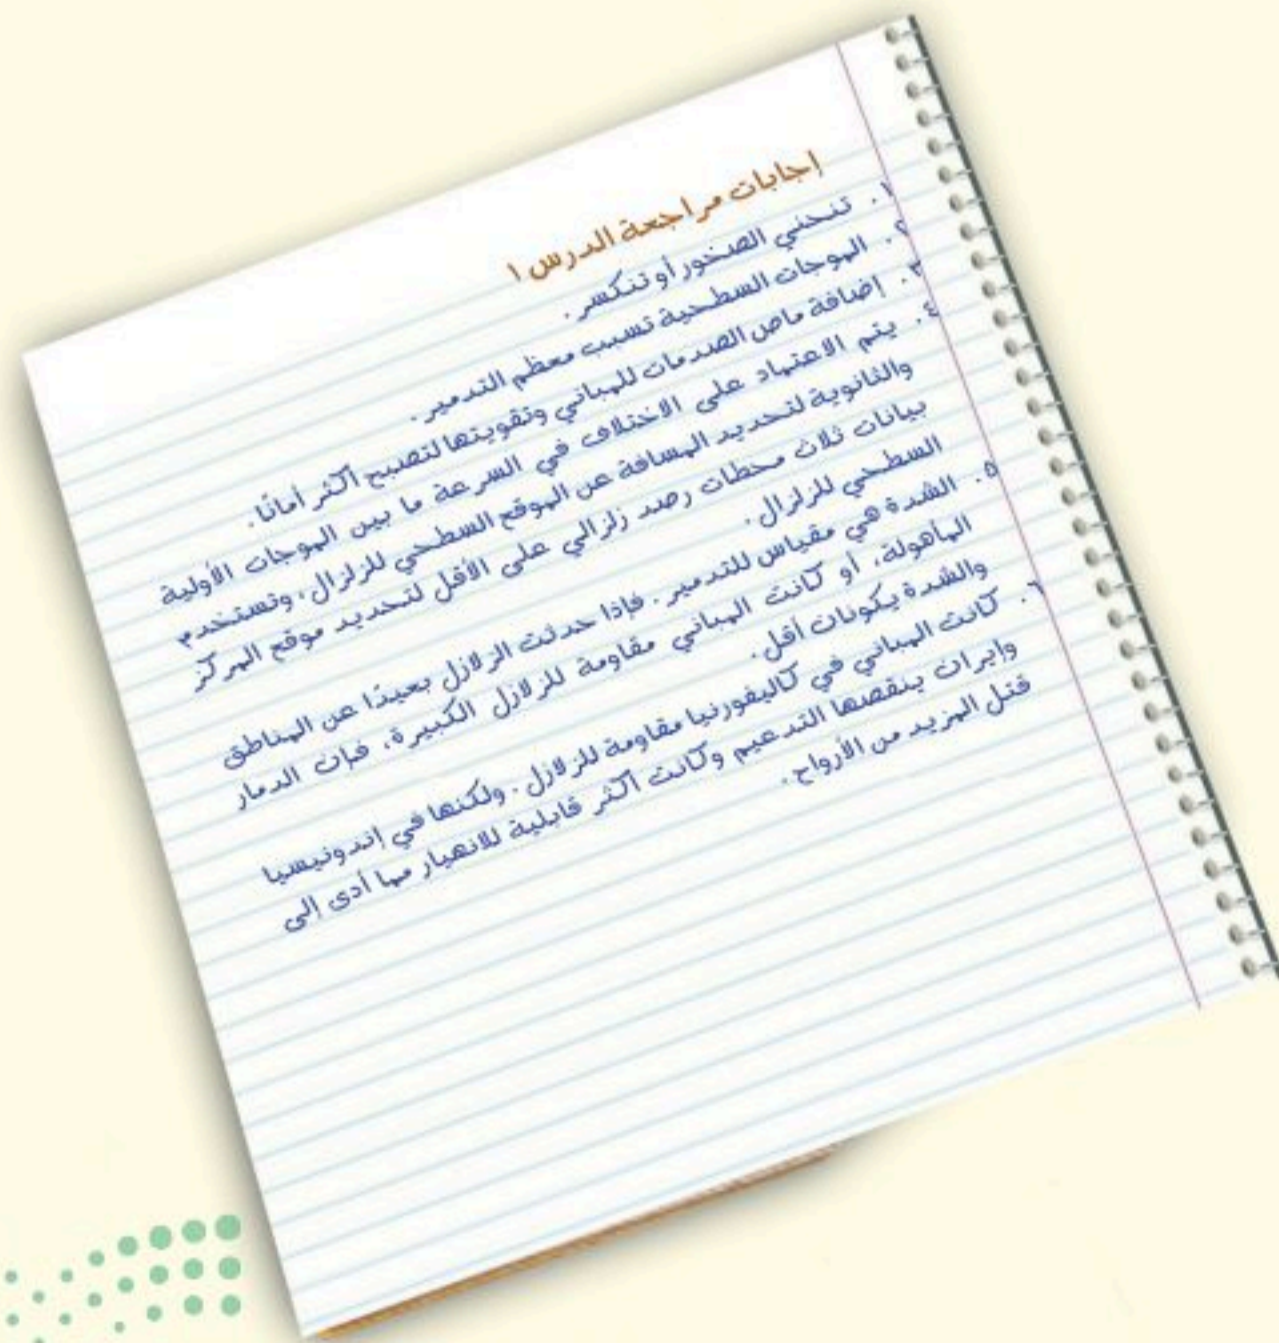 إجابات مراجعة الدرس ١
١. تنحني الصخور أو تنكسر.
٢. الموجات السطحية تسبب معظم التدمير.
٣. إضافة ماص الصدمات للمباني وتقويتها لتصبح أكثر أمانًا.
٤. يتم الاعتماد على الاختلاف في السرعة ما بين الموجات الأولية
والثانوية لتحديد المسافة عن الموقع السطحي للزلزال، وتستخدم
بيانات ثلاث محطات رصد زلزالي على الأقل لتحديد موقع المركز
السطحي للزلزال.
٥. الشدة هي مقياس للتدمير. فإذا حدثت الزلازل بعيدًا عن المناطق
المأهولة، أو كانت المباني مقاومة للزلازل الكبيرة، فإن الدمار
والشدة يكونان أقل.
٦. كانت المباني في كاليفورنيا مقاومة للزلازل. ولكنها في إندونيسيا
وإيران ينقصها التدعيم وكانت أكثر قابلية للانهيار مما أدى إلى
قتل المزيد من الأرواح.